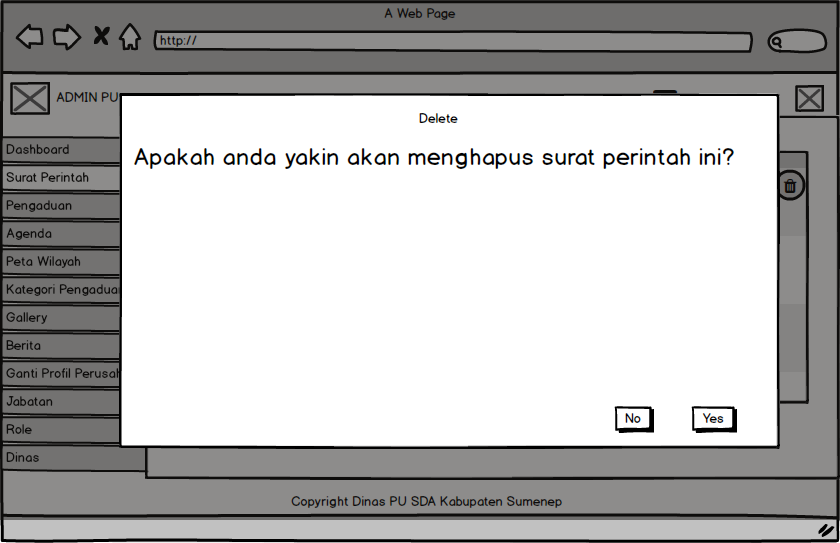 A Web Page
http://
ADMIN PU
Delete
Apakah anda yakin akan menghapus surat perintah ini?
Dashboard
Surat Perintah
Pengaduan
Agenda
Peta Wilayah
Kategori Pengadua
Gallery
Berita
Ganti Profil Perusah
Jabatan
Role
Dinas
No
Yes
Copyright Dinas PU SDA Kabupaten Sumenep